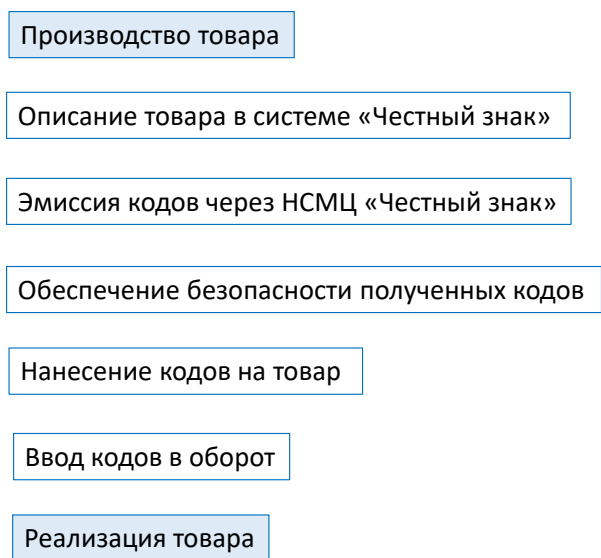 Производство товара
Описание товара в системе «Честный знак»
Эмиссия кодов через НСМЦ «Честный знак»
Обеспечение безопасности полученных кодов
Нанесение кодов на товар
Ввод кодов в оборот
Реализация товара